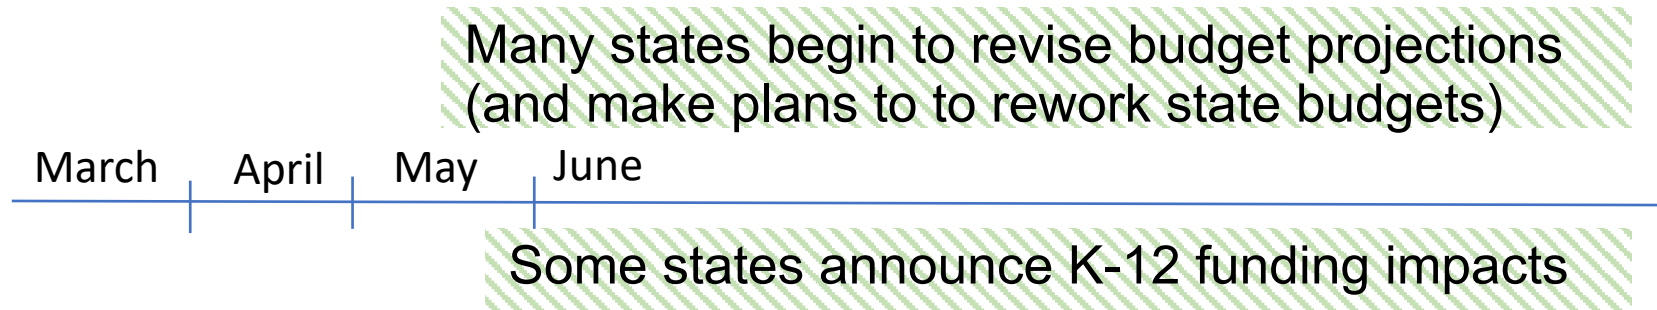 Many states begin to revise budget projections
(and make plans to to rework state budgets)
March April May June
Some states announce K-12 funding impacts